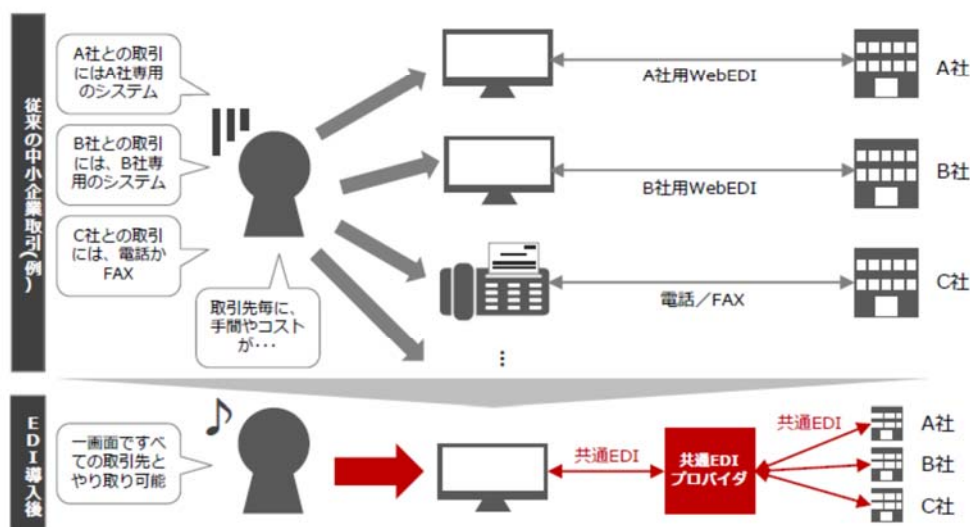 従来の中小企業取引(例)
A社との取引
にはA社専用
のシステム
B社との取引
には、B社専
用のシステム
C社との取引
には、電話か
FAX
取引先毎に、
手間やコスト
が・・・
A社用WebEDI
A社
B社用WebEDI
B社
電話／FAX
C社
⋮
EDI導入後
一画面ですべ
ての取引先と
やり取り可能
♪
共通EDI
共通EDI
プロバイダ
共通EDI
A社
B社
C社